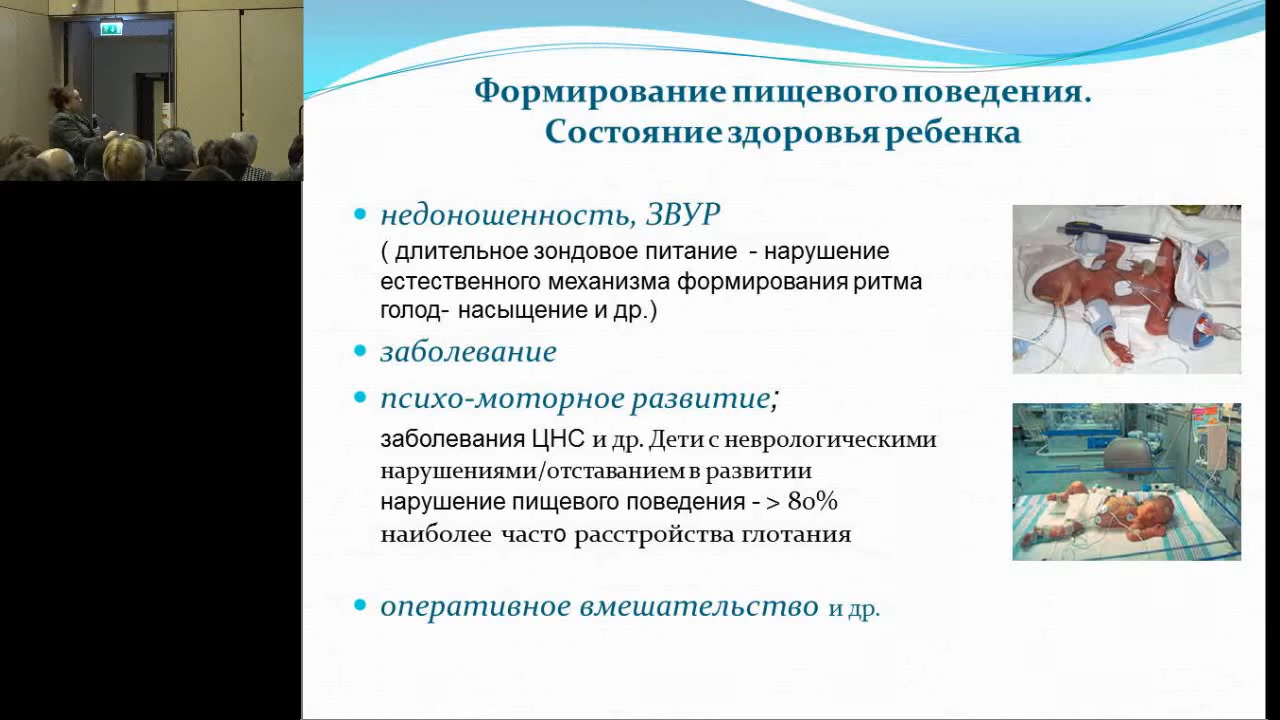 Формирование пищевого поведения.
Состояние здоровья ребенка
недоношенность, ЗВУР
( длительное зондовое питание - нарушение
естественного механизма формирования ритма
голод- насыщение и др.)
заболевание
психо-моторное развитие;
заболевания ЦНС и др. Дети с неврологическими
нарушениями/отставанием в развитии
нарушение пищевого поведения - > 80%
наиболее часто расстройства глотания
оперативное вмешательство и др.